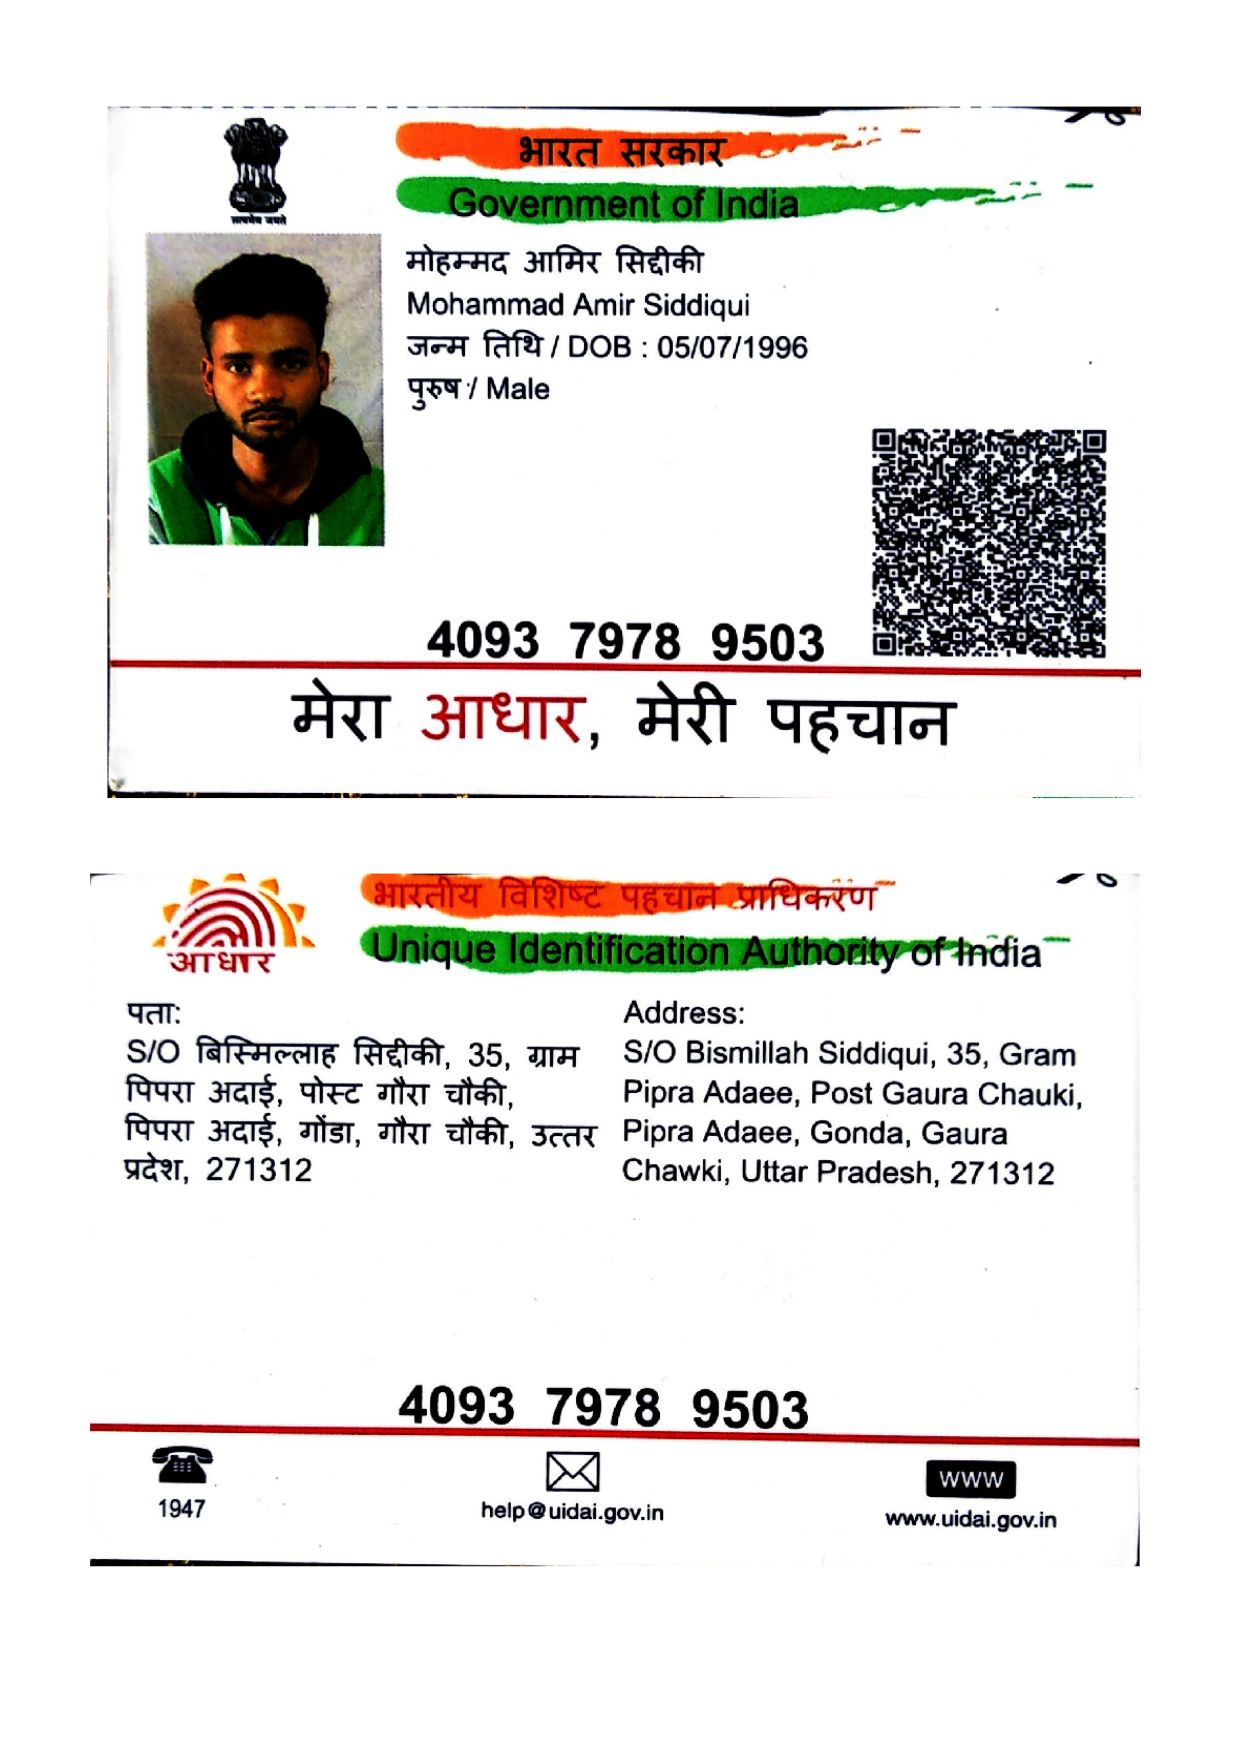 भारत सरकार
Government of India
सत्यमेव जयते
मोहम्मद आमिर सिद्दीकी
Mohammad Amir Siddiqui
जन्म तिथि / DOB : 05/07/1996
पुरुष / Male
4093 7978 9503
मेरा आधार, मेरी पहचान
भारतीय विशिष्ट पहचान प्राधिकरण
Unique Identification Authority of India
आधार
पता:
S/O बिस्मिल्लाह सिद्दीकी, 35, ग्राम
पिपरा अदाई, पोस्ट गौरा चौकी,
पिपरा अदाई, गोंडा, गौरा चौकी, उत्तर
प्रदेश, 271312
Address:
S/O Bismillah Siddiqui, 35, Gram
Pipra Adaee, Post Gaura Chauki,
Pipra Adaee, Gonda, Gaura
Chawki, Uttar Pradesh, 271312
4093 7978 9503
1947
help@uidai.gov.in
www
www.uidai.gov.in